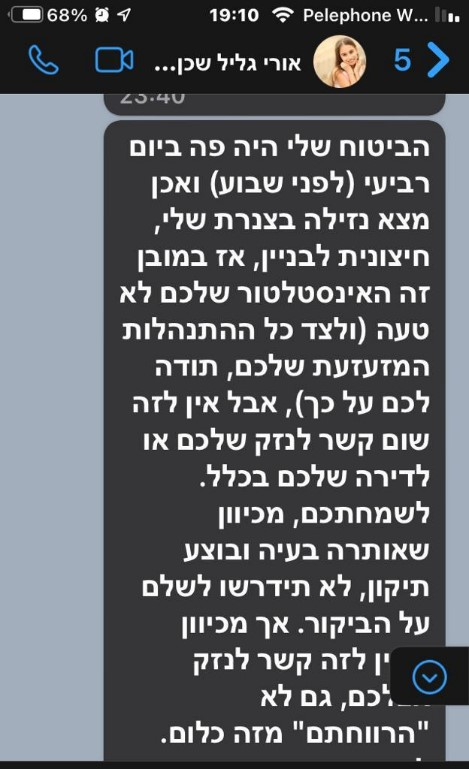 68% 19:10 Pelephone W...
אורי גליל שכן... 5
23:40
הביטוח שלי היה פה ביום
רביעי (לפני שבוע) ואכן
מצא נזילה בצנרת שלי,
חיצונית לבניין, אז במובן
זה האינסטלטור שלכם לא
טעה (ולצד כל ההתנהלות
המזעזעת שלכם, תודה
לכם על כך), אבל אין לזה
שום קשר לנזק שלכם או
לדירה שלכם בכלל.
לשמחתכם, מכיוון
שאותרה בעיה ובוצע
תיקון, לא תידרשו לשלם
על הביקור. אך מכיוון
לזה קשר לנזק
גם לא
"הרווחתם" מזה כלום.